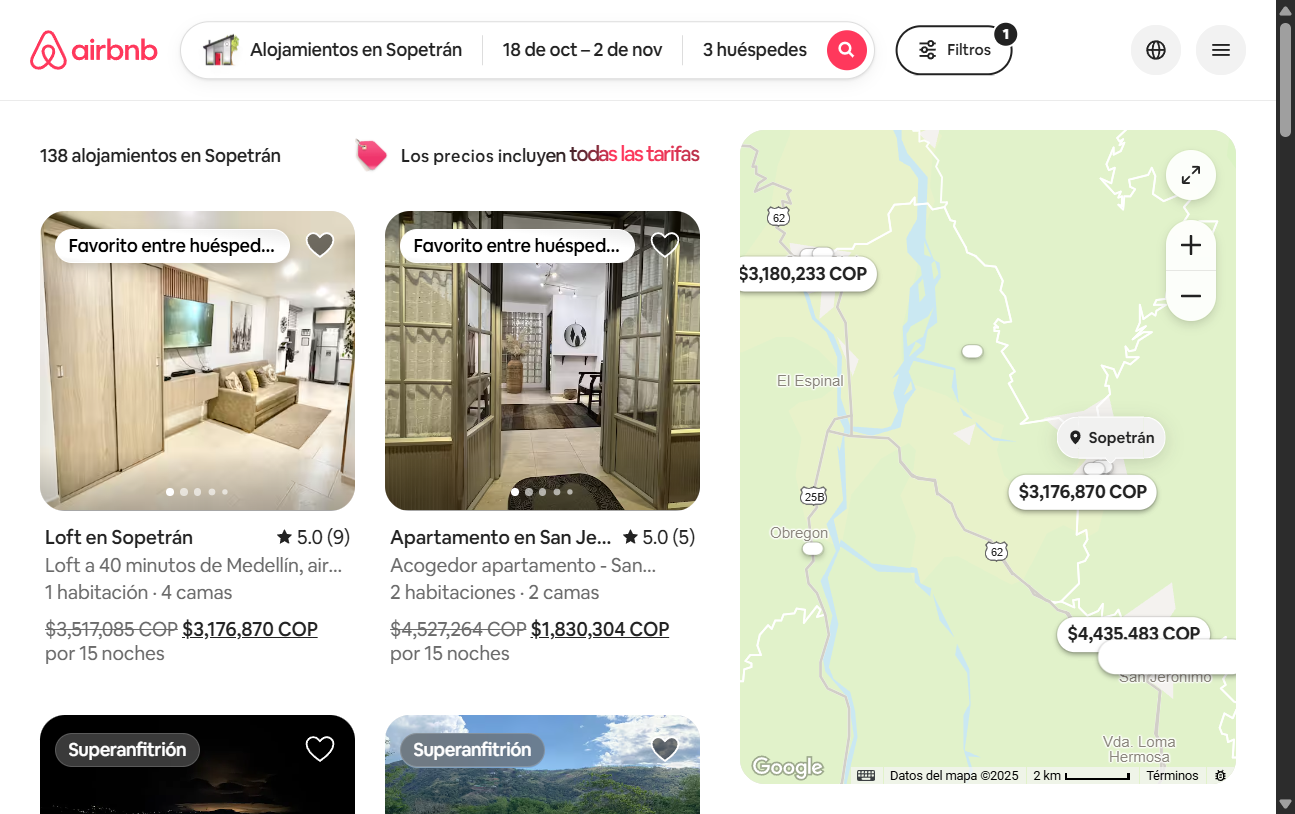 airbnb
Alojamientos en Sopetrán
18 de oct – 2 de nov
3 huéspedes
Filtros
1
138 alojamientos en Sopetrán
Los precios incluyen todas las tarifas
Favorito entre huésped...
Loft en Sopetrán
5.0 (9)
Loft a 40 minutos de Medellín, air...
1 habitación · 4 camas
$3,517,085 COP $3,176,870 COP
por 15 noches
Favorito entre huésped...
Apartamento en San Je...
5.0 (5)
Acogedor apartamento - San...
2 habitaciones · 2 camas
$4,527,264 COP $1,830,304 COP
por 15 noches
Superanfitrión
Superanfitrión
62
$3,180,233 COP
El Espinal
Sopetrán
$3,176,870 COP
25B
Obregon
62
$4,435,483 COP
San Jerónimo
Vda. Loma
Hermosa
Google
Datos del mapa ©2025
2 km
Términos